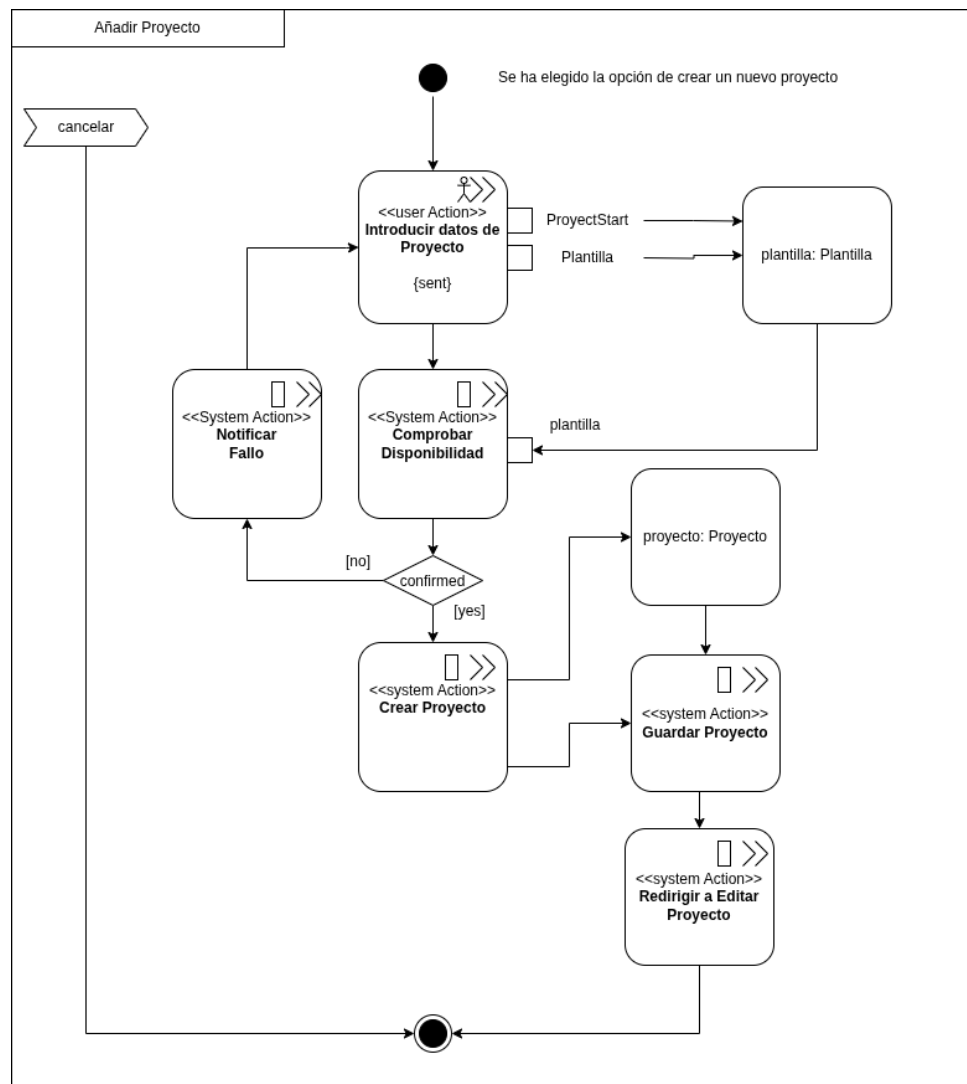 Añadir Proyecto
Se ha elegido la opción de crear un nuevo proyecto
cancelar
<<user Action>>
Introducir datos de
Proyecto
{sent}
ProyectStart
Plantilla
plantilla: Plantilla
<<System Action>>
Notificar
Fallo
<<System Action>>
Comprobar
Disponibilidad
plantilla
proyecto: Proyecto
[no]
confirmed
[yes]
<<system Action>>
Crear Proyecto
<<system Action>>
Guardar Proyecto
<<system Action>>
Redirigir a Editar
Proyecto